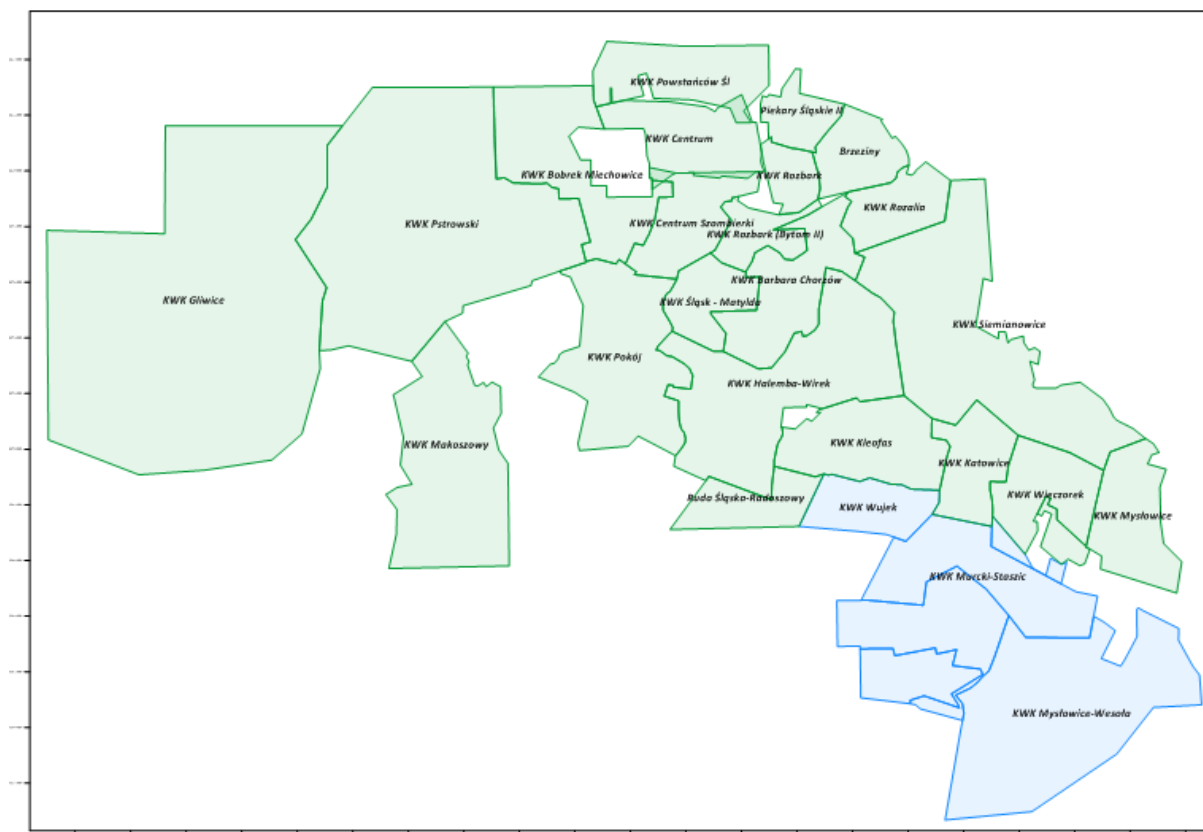 KWK Powstańców Śl
Piekary Śląskie II
KWK Centrum
Brzeziny
KWK Bobrek Miechowice
KWK Rozbark
KWK Rozalia
KWK Pstrowski
KWK Centrum Szombierki
KWK Rozbark (Bytom II)
KWK Barbara Chorzów
KWK Gliwice
KWK Śląsk - Matylda
KWK Siemianowice
KWK Pokój
KWK Halemba-Wirek
KWK Makoszowy
KWK Kleofas
KWK Katowice
KWK Wieczorek
Ruda Śląska-Radoszowy
KWK Wujek
KWK Mysłowice
KWK Murcki-Staszic
KWK Mysłowice-Wesoła